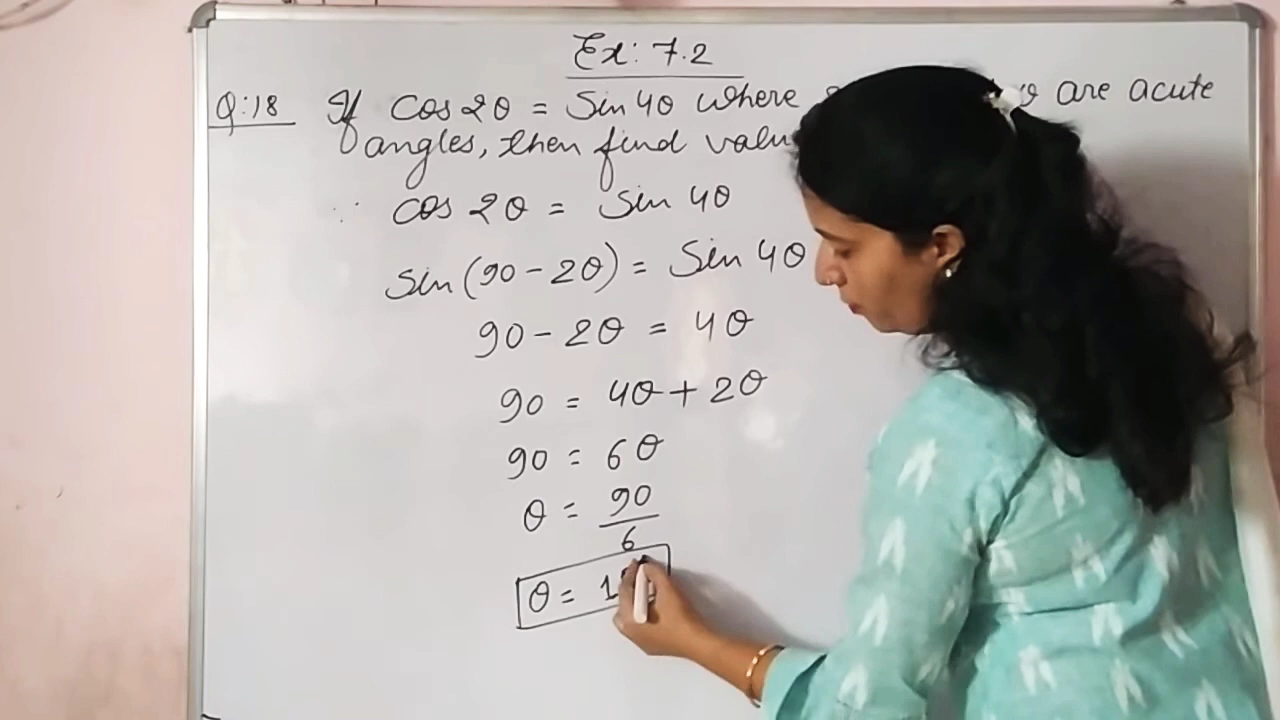 Ex: 7.2
Q:18 If cos 2θ = Sin 4θ where are acute
angles, then find
∵ cos 2θ = Sin 4θ
sin (90 - 2θ) = Sin 4θ
90 - 2θ = 4θ
90 = 4θ + 2θ
90 = 6θ
θ = 90/6
θ = 1